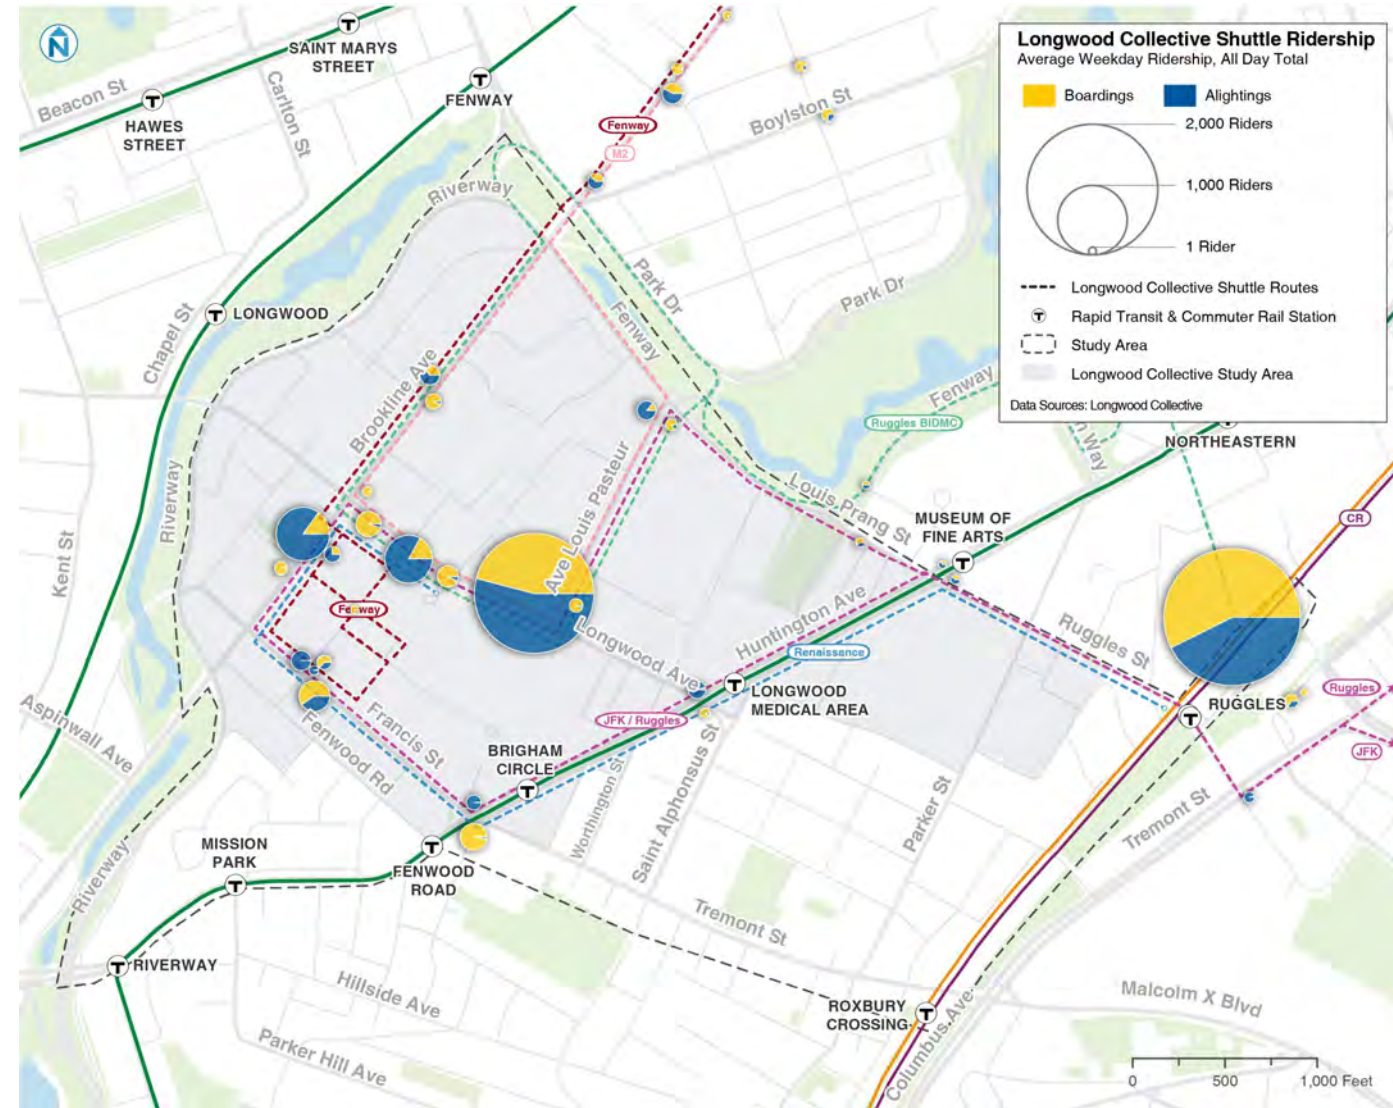 N
SAINT MARYS
STREET
Beacon St
HAWES
STREET
Carlton St
FENWAY
Fenway
M2
Boylston St
Riverway
Park Dr
Fenway
Park Dr
Longwood Collective Shuttle Ridership
Average Weekday Ridership, All Day Total
Boardings
Alightings
2,000 Riders
1,000 Riders
1 Rider
Longwood Collective Shuttle Routes
T
Rapid Transit & Commuter Rail Station
Study Area
Longwood Collective Study Area
Data Sources: Longwood Collective
LONGWOOD
Chapel St
Brookline Ave
Fenway
Ruggles BIDMC
Way
NORTHEASTERN
Riverway
Kent St
Ave Louis Pasteur
Louis Prang St
MUSEUM OF
FINE ARTS
CR
Fenway
Longwood Ave
Huntington Ave
Renaissance
Ruggles St
LONGWOOD
MEDICAL AREA
RUGGLES
Ruggles
JFK
JFK / Ruggles
Aspinwall Ave
Francis St
Fenwood Rd
BRIGHAM
CIRCLE
Worthington St
Saint Alphonsus St
Parker St
Tremont St
MISSION
PARK
FENWOOD
ROAD
Riverway
Tremont St
RIVERWAY
Hillside Ave
Parker Hill Ave
ROXBURY
CROSSING
Columbus Ave
Malcolm X Blvd
0
500
1,000 Feet